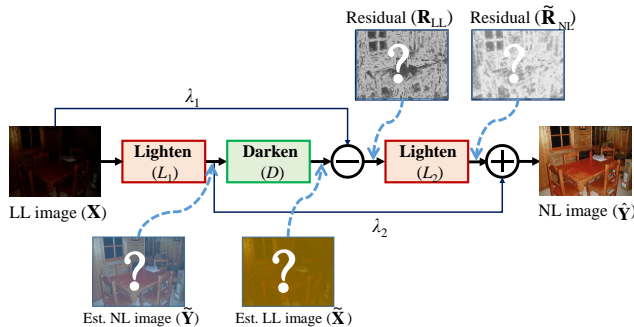 Residual (R_LL)
Residual (R̃_NL)
?
?
λ₁
Lighten
(L₁)
Darken
(D)
Lighten
(L₂)
LL image (X)
NL image (Ŷ)
λ₂
?
?
Est. NL image (Ỹ)
Est. LL image (X̃)